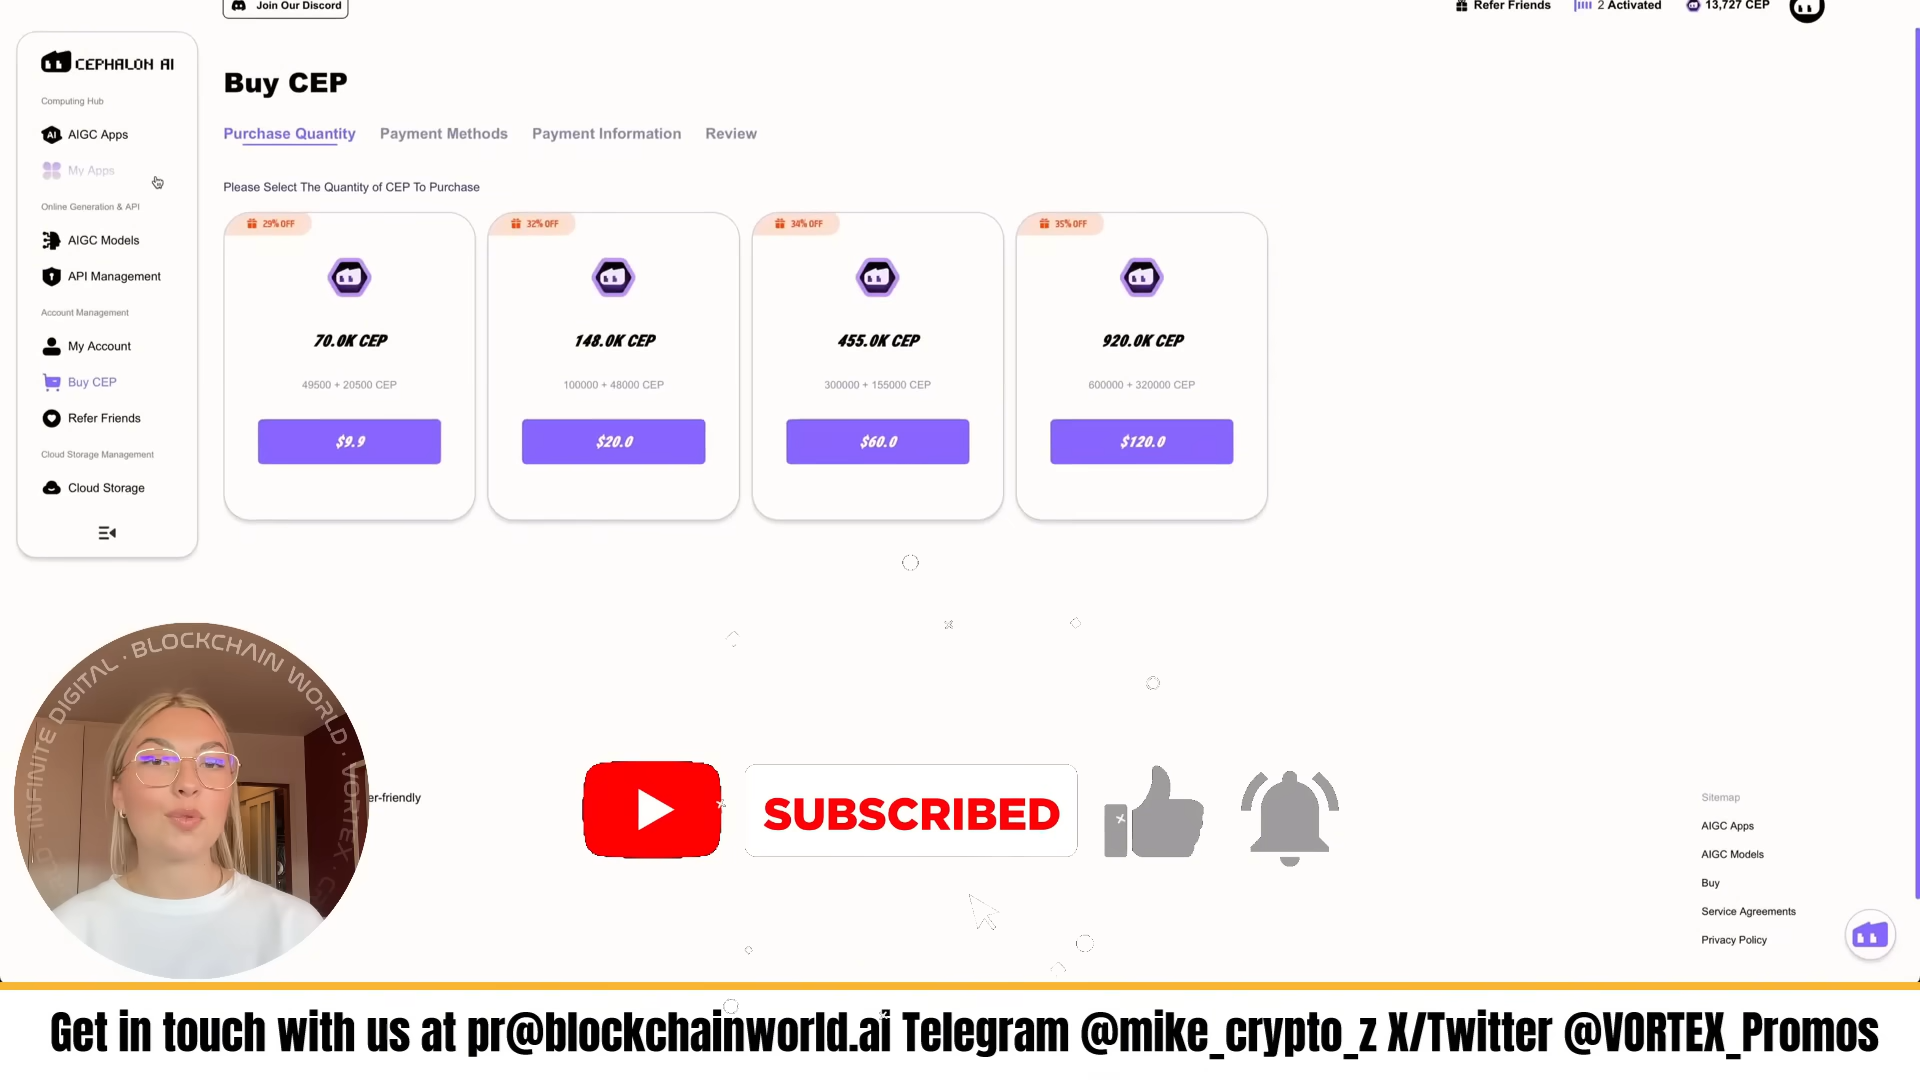 Join Our Discord
Refer Friends
2 Activated
13,727 CEP
CEPHALON AI
Computing Hub
AIGC Apps
My Apps
Online Generation & API
AIGC Models
API Management
Account Management
My Account
Buy CEP
Refer Friends
Cloud Storage Management
Cloud Storage
Buy CEP
Purchase Quantity
Payment Methods
Payment Information
Review
Please Select The Quantity of CEP To Purchase
29% OFF
70.0K CEP
49500 + 20500 CEP
$9.9
32% OFF
148.0K CEP
100000 + 48000 CEP
$20.0
34% OFF
455.0K CEP
300000 + 155000 CEP
$60.0
35% OFF
920.0K CEP
600000 + 320000 CEP
$120.0
INFINITE DIGITAL · BLOCKCHAIN WORLD · VORTEX ·
er-friendly
SUBSCRIBED
Sitemap
AIGC Apps
AIGC Models
Buy
Service Agreements
Privacy Policy
Get in touch with us at pr@blockchainworld.ai Telegram @mike_crypto_z X/Twitter @VORTEX_Promos